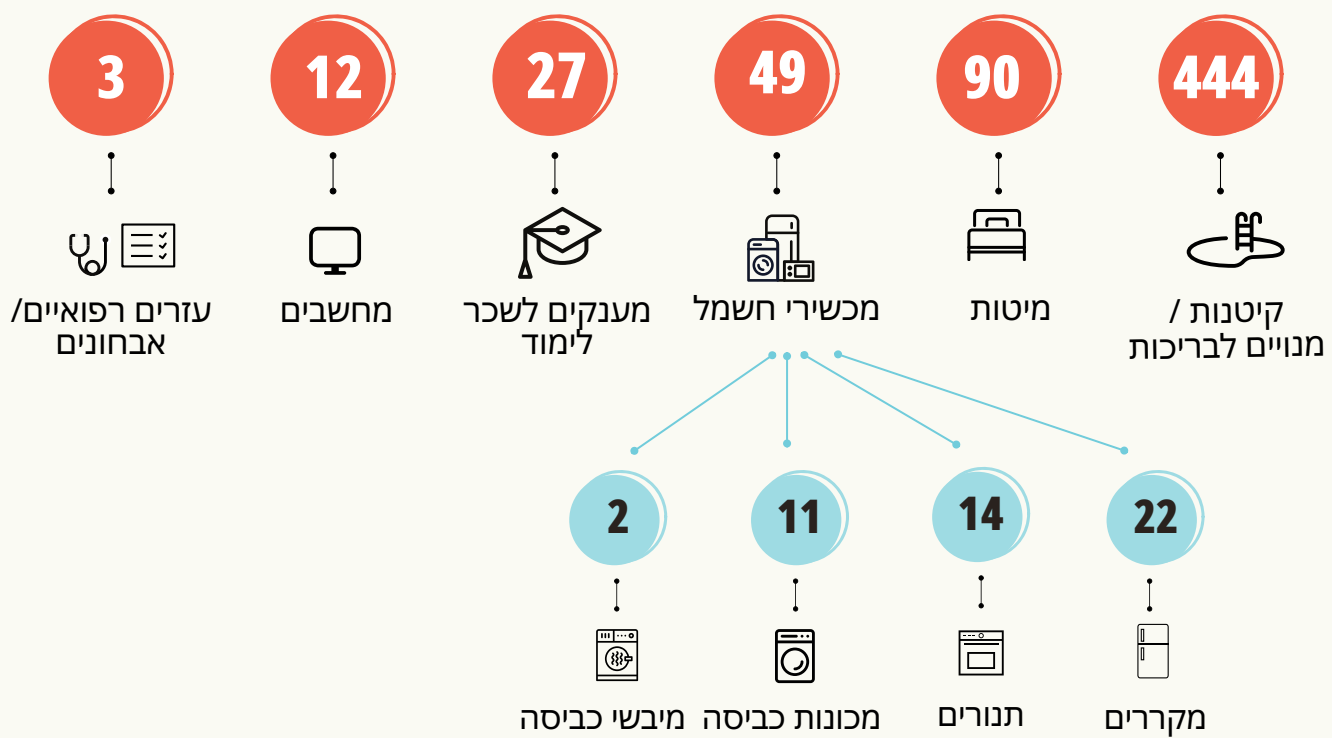 444
90
49
27
12
3
קיטנות /
מנויים לבריכות
מיטות
מכשירי חשמל
מענקים לשכר
לימוד
מחשבים
עזרים רפואיים/
אבחונים
22
14
11
2
מקררים
תנורים
מכונות כביסה
מיבשי כביסה